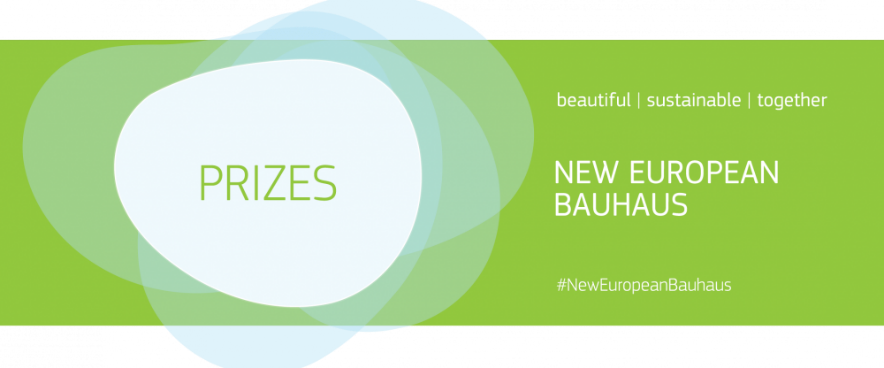 PRIZES
beautiful | sustainable | together
NEW EUROPEAN
BAUHAUS
#NewEuropeanBauhaus